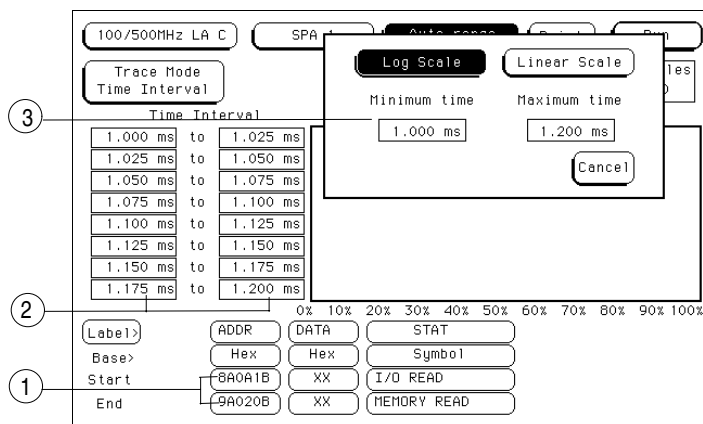 100/500MHz LA C
SPA
Auto range
Run
Log Scale
Linear Scale
Trace Mode
Time Interval
les
Minimum time
Maximum time
3
1.000 ms
1.200 ms
Cancel
Time Interval
1.000 ms to 1.025 ms
1.025 ms to 1.050 ms
1.050 ms to 1.075 ms
1.075 ms to 1.100 ms
1.100 ms to 1.125 ms
1.125 ms to 1.150 ms
1.150 ms to 1.175 ms
1.175 ms to 1.200 ms
2
0% 10% 20% 30% 40% 50% 60% 70% 80% 90% 100%
Label> ADDR DATA STAT
Base> Hex Hex Symbol
1
Start 8A0A1B XX I/O READ
End 9A020B XX MEMORY READ